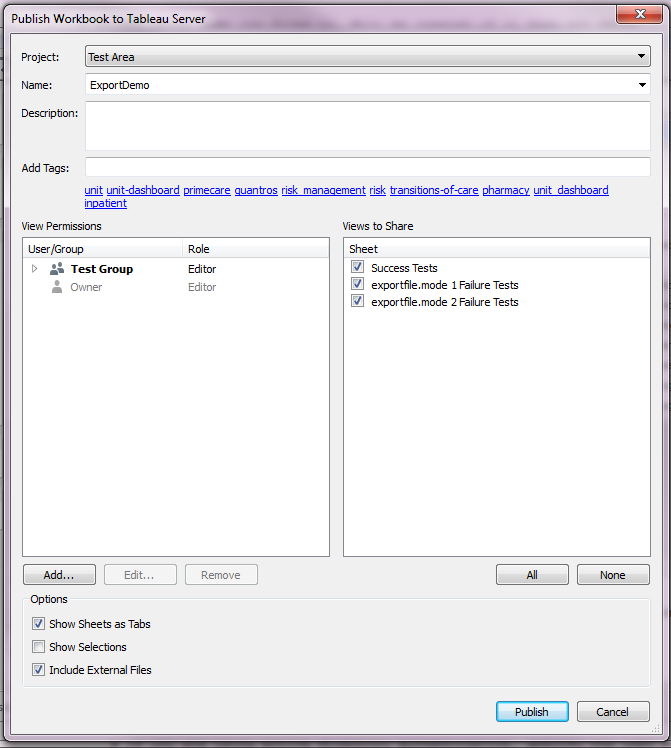 Publish Workbook to Tableau Server
Project: Test Area
Name: ExportDemo
Description:
Add Tags:
unit unit-dashboard primecare quantros risk_management risk transitions-of-care pharmacy unit_dashboard
inpatient
View Permissions
User/Group Role
Test Group Editor
Owner Editor
Add... Edit... Remove
Views to Share
Sheet
Success Tests
exportfile.mode 1 Failure Tests
exportfile.mode 2 Failure Tests
All None
Options
Show Sheets as Tabs
Show Selections
Include External Files
Publish Cancel